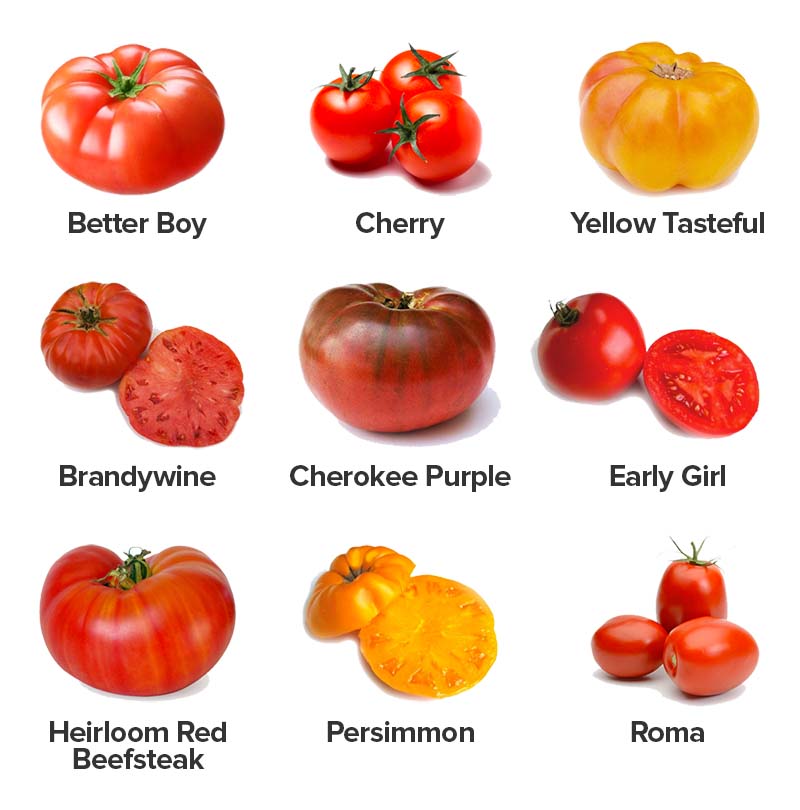 Better Boy
Cherry
Yellow Tasteful
Brandywine
Cherokee Purple
Early Girl
Heirloom Red
Beefsteak
Persimmon
Roma